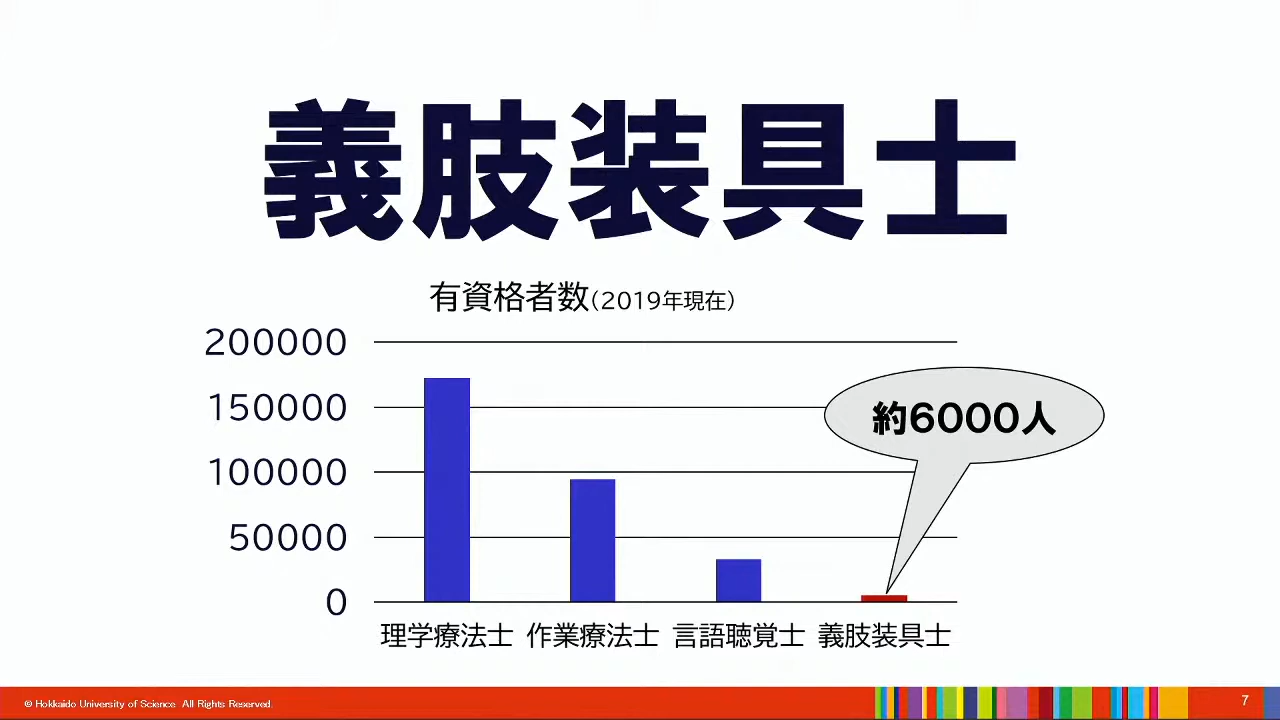 義肢装具士
有資格者数(2019年現在)
200000
150000
約6000人
100000
50000
0
理学療法士 作業療法士 言語聴覚士 義肢装具士
© Hokkaido University of Science All Rights Reserved.
7